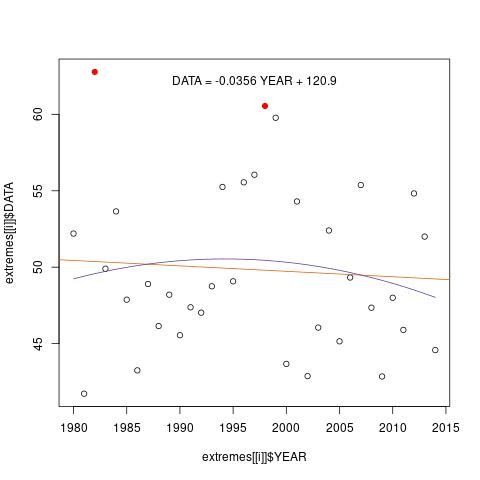 DATA = -0.0356 YEAR + 120.9
60
55
50
45
extremes[[i]]$DATA
1980 1985 1990 1995 2000 2005 2010 2015
extremes[[i]]$YEAR